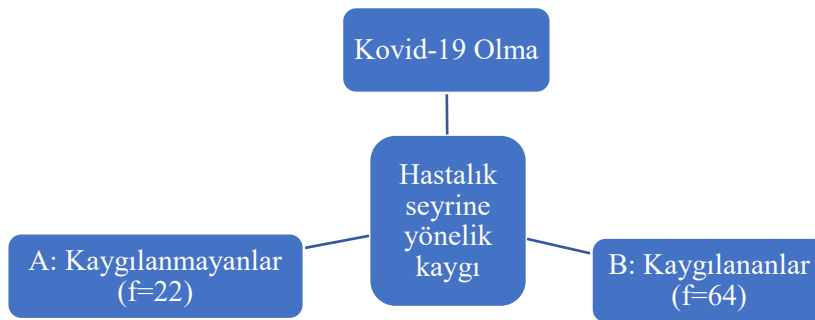 Kovid-19 Olma
Hastalık
seyrine
yönelik
kaygı
A: Kaygılanmayanlar
(f=22)
B: Kaygılananlar
(f=64)